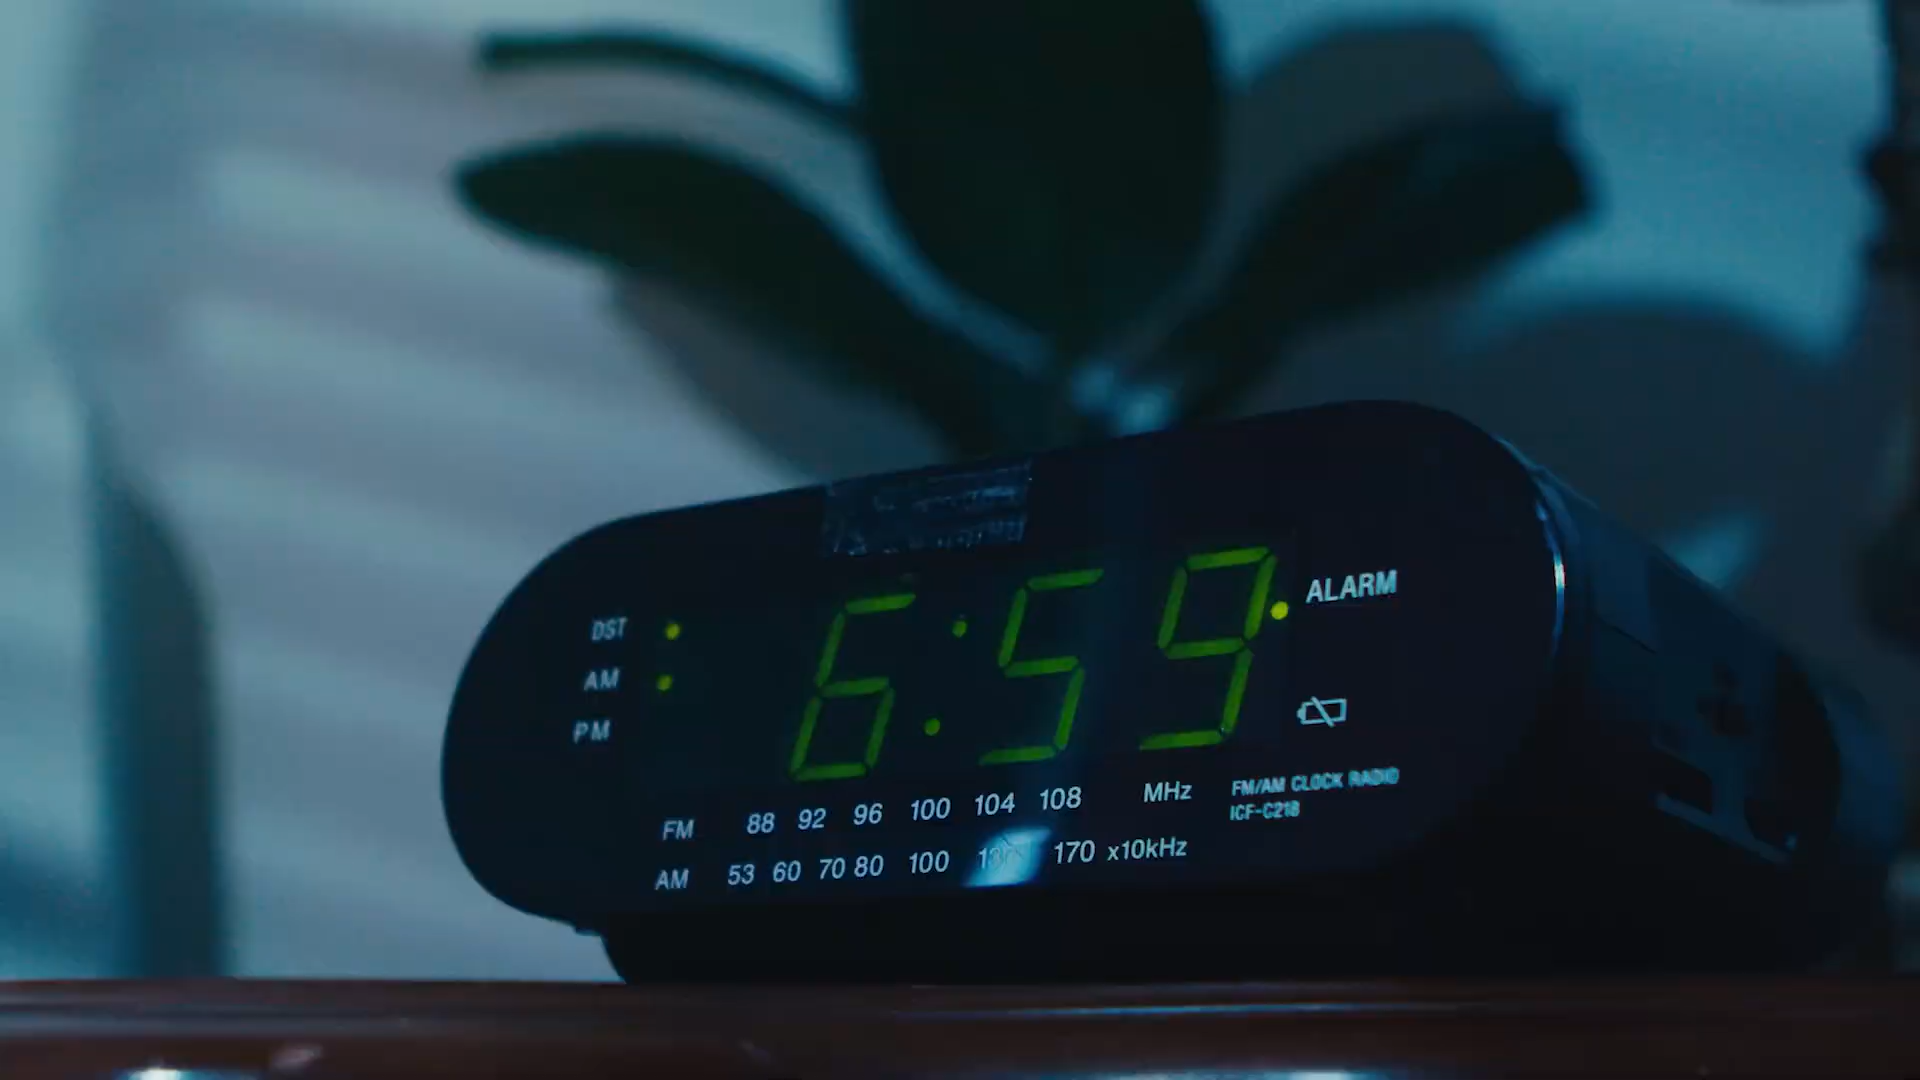 DST
AM
PM
6:59
ALARM
FM 88 92 96 100 104 108 MHz
AM 53 60 70 80 100 170 x10kHz
FM/AM CLOCK RADIO
ICF-C218